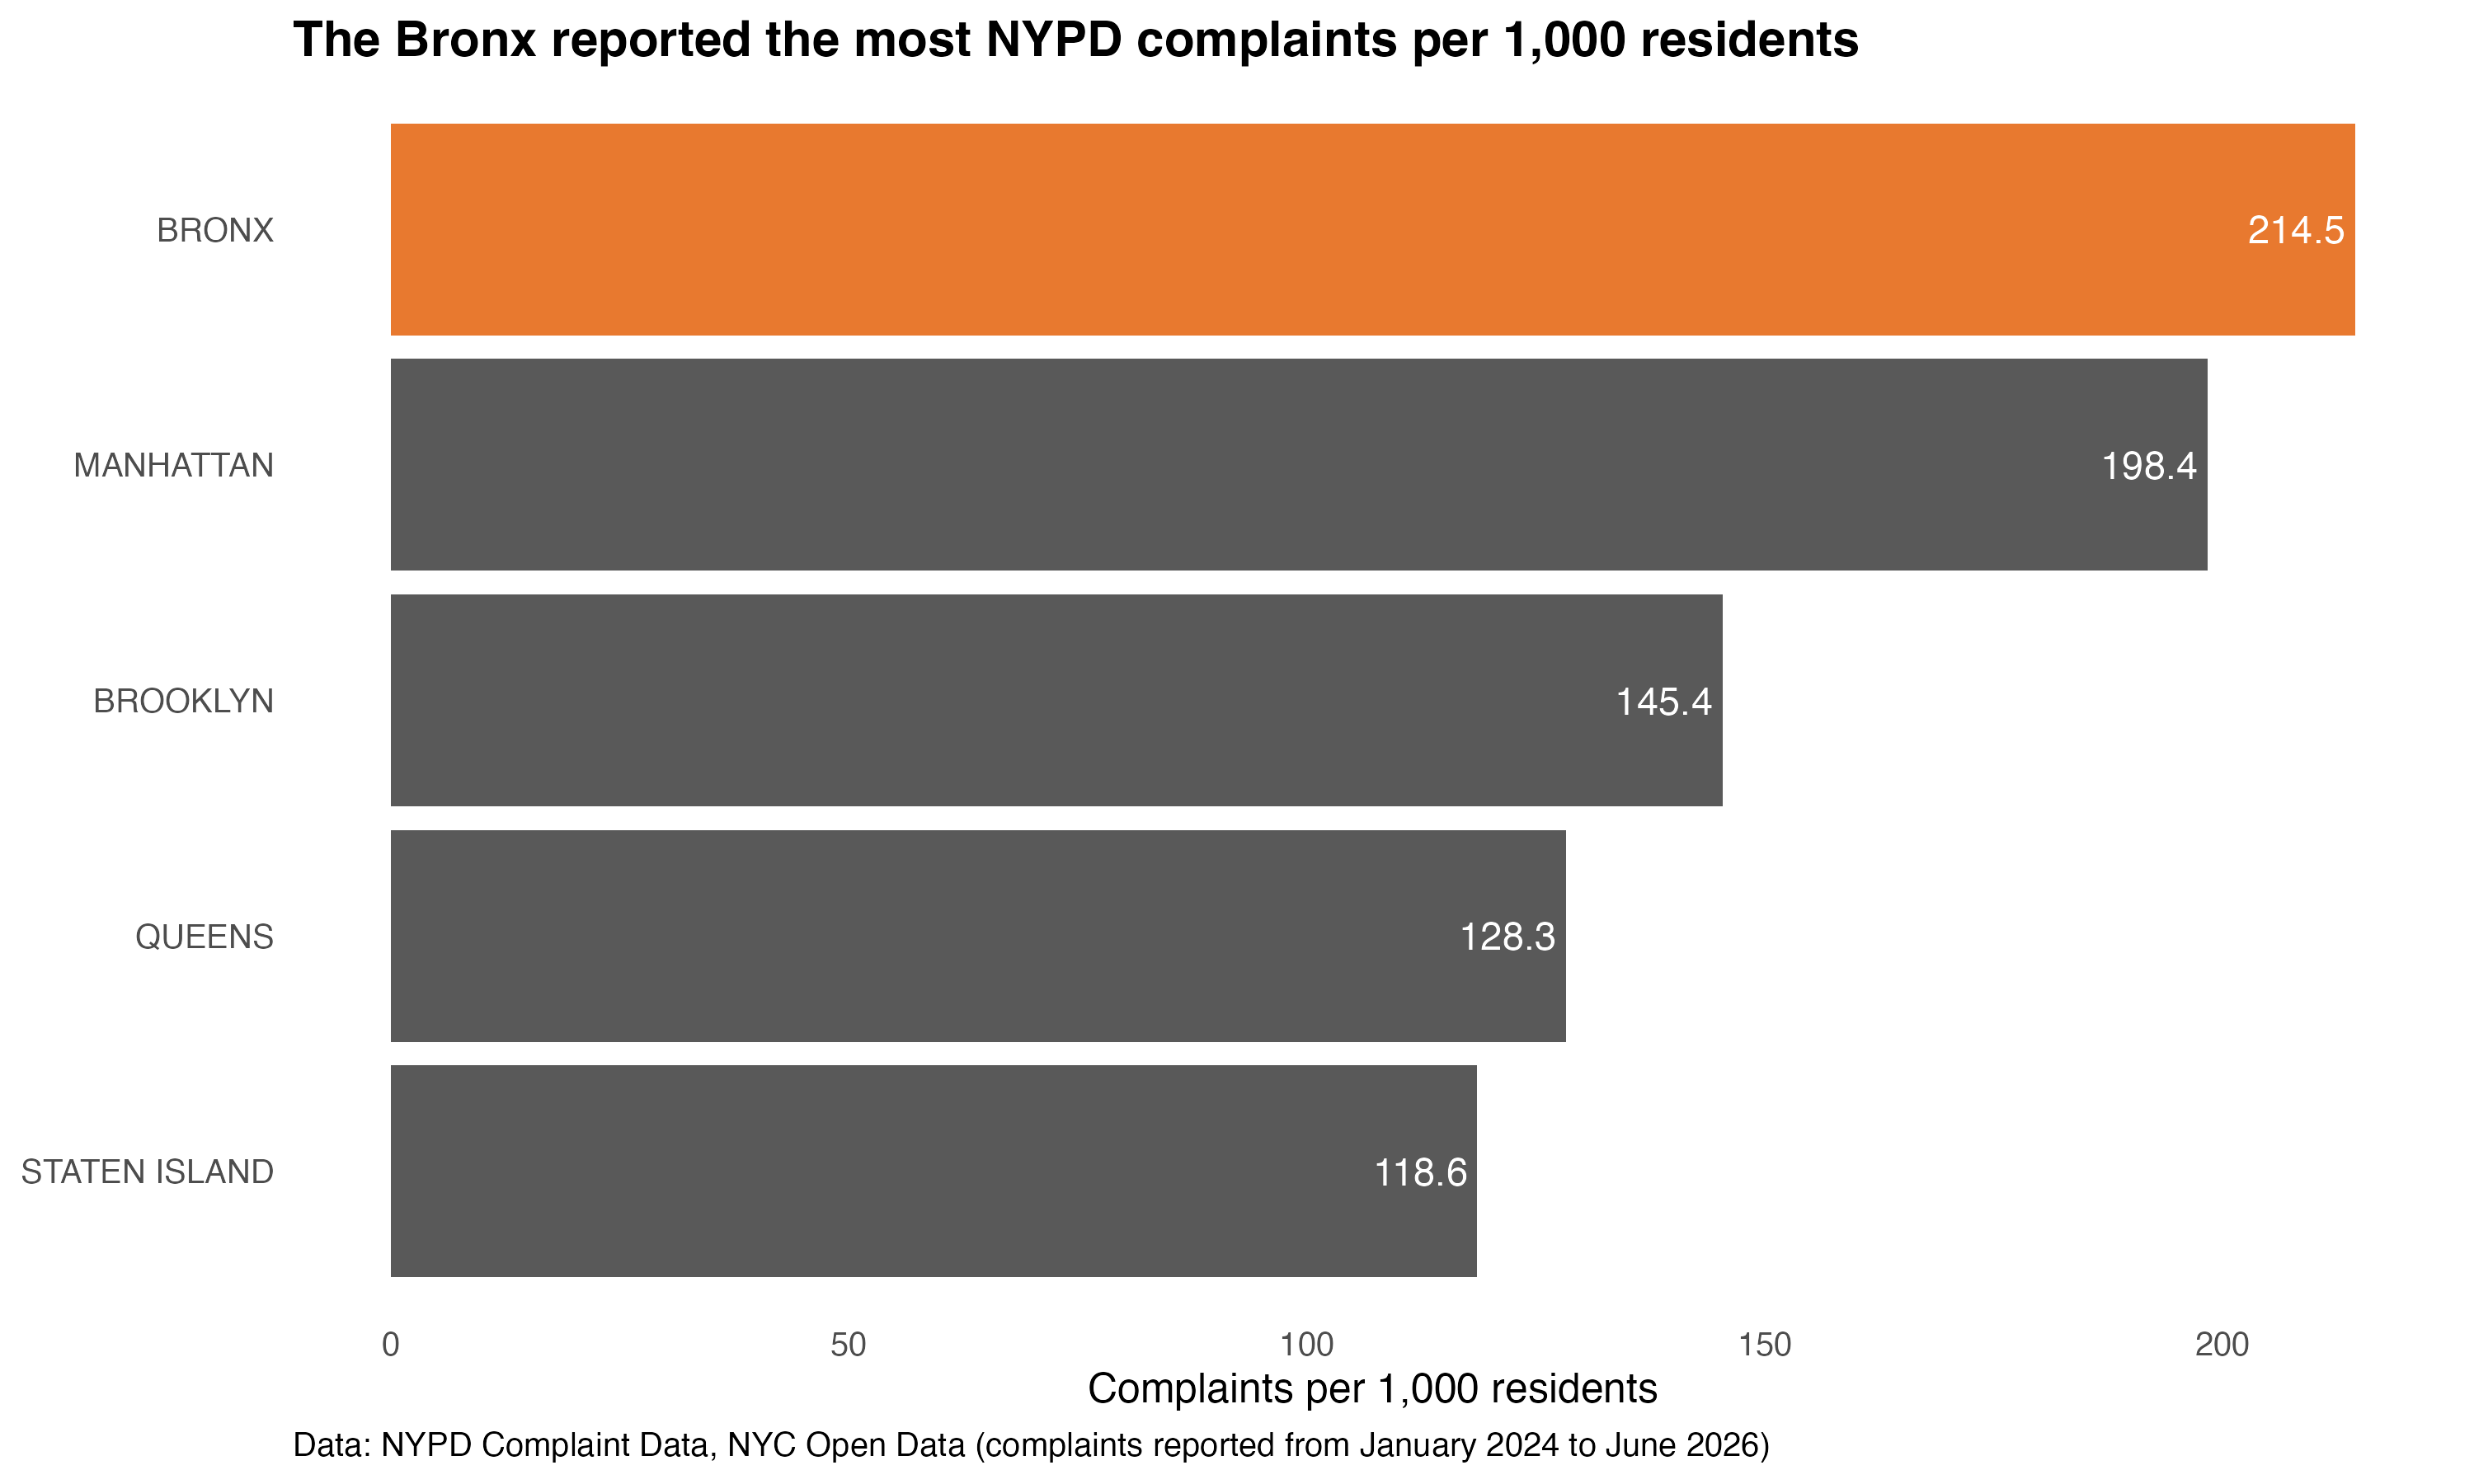 The Bronx reported the most NYPD complaints per 1,000 residents
BRONX
214.5
MANHATTAN
198.4
BROOKLYN
145.4
QUEENS
128.3
STATEN ISLAND
118.6
0 50 100 150 200
Complaints per 1,000 residents
Data: NYPD Complaint Data, NYC Open Data (complaints reported from January 2024 to June 2026)